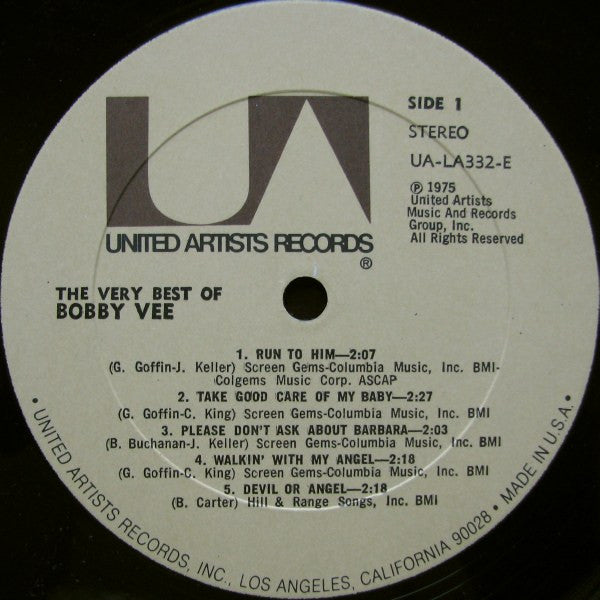 UA
UNITED ARTISTS RECORDS
®
SIDE 1
STEREO
UA-LA332-E
℗ 1975
United Artists
Music And Records
Group, Inc.
All Rights Reserved
THE VERY BEST OF
BOBBY VEE
1. RUN TO HIM—2:07
(G. Goffin-J. Keller) Screen Gems-Columbia Music, Inc. BMI-
Colgems Music Corp. ASCAP
2. TAKE GOOD CARE OF MY BABY—2:27
(G. Goffin-C. King) Screen Gems-Columbia Music, Inc. BMI
3. PLEASE DON'T ASK ABOUT BARBARA—2:03
(B. Buchanan-J. Keller) Screen Gems-Columbia Music, Inc. BMI
4. WALKIN' WITH MY ANGEL—2:18
(G. Goffin-C. King) Screen Gems-Columbia Music, Inc. BMI
5. DEVIL OR ANGEL—2:18
(B. Carter) Hill & Range Songs, Inc. BMI
• UNITED ARTISTS RECORDS, INC., LOS ANGELES, CALIFORNIA 90028 • MADE IN U.S.A. •